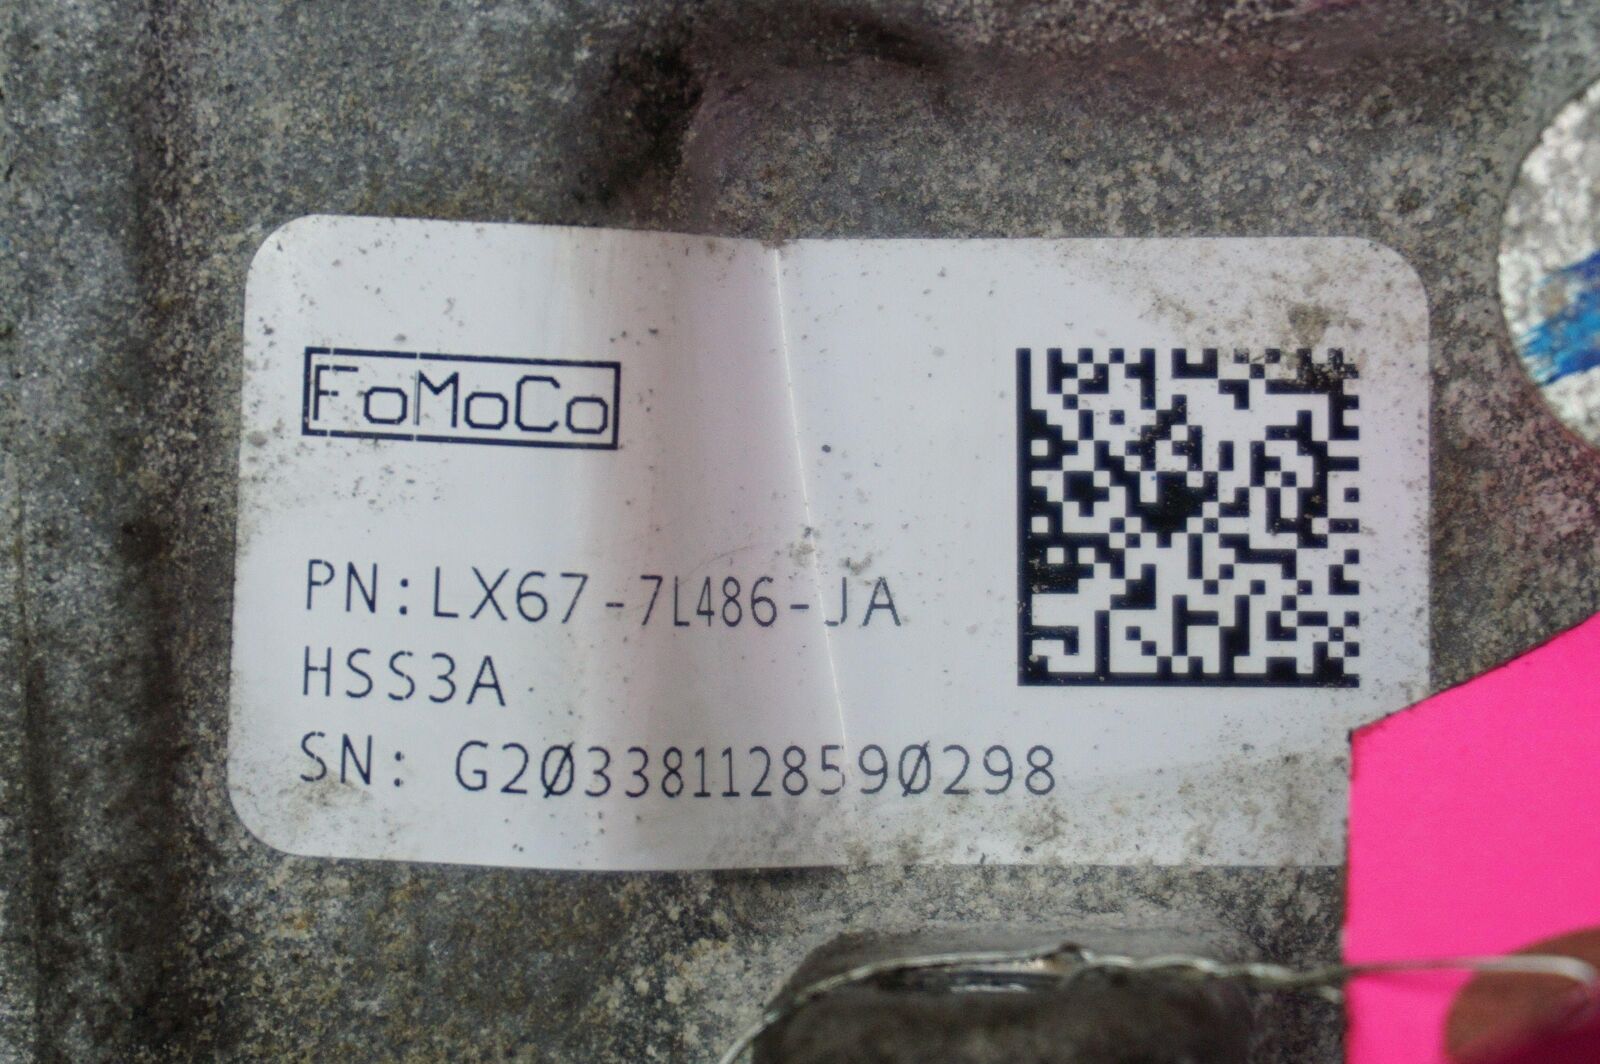 FoMoCo
PN:LX67-7L486-JA
HSS3A
SN: G2Ø3381128590298